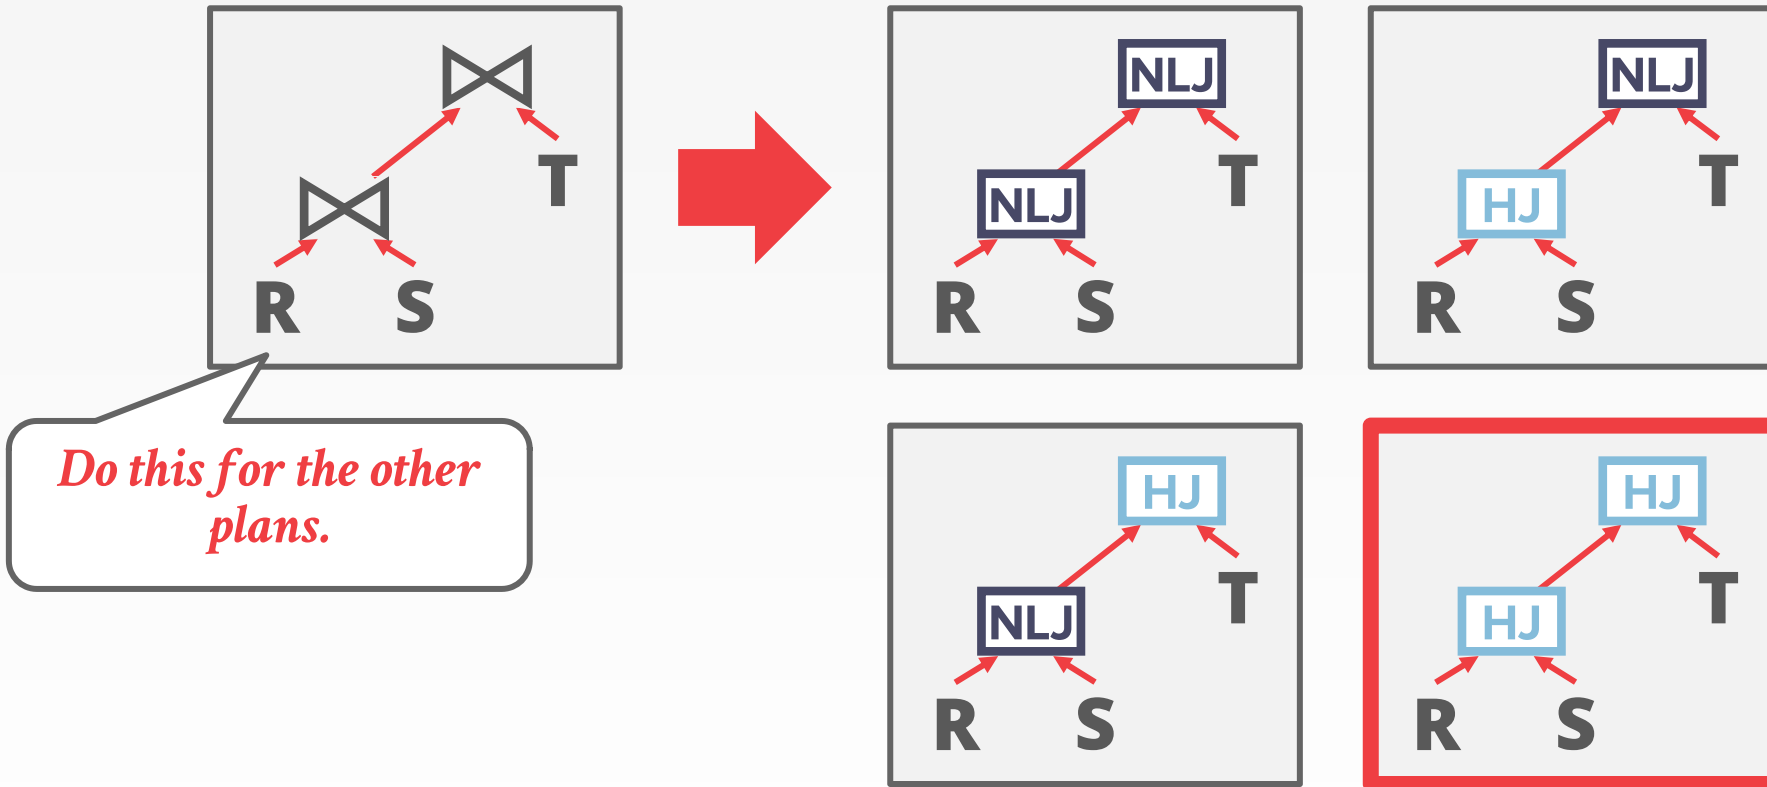 T
R S
Do this for the other
plans.
NLJ
T
NLJ
R S
NLJ
T
HJ
R S
HJ
T
NLJ
R S
HJ
T
HJ
R S